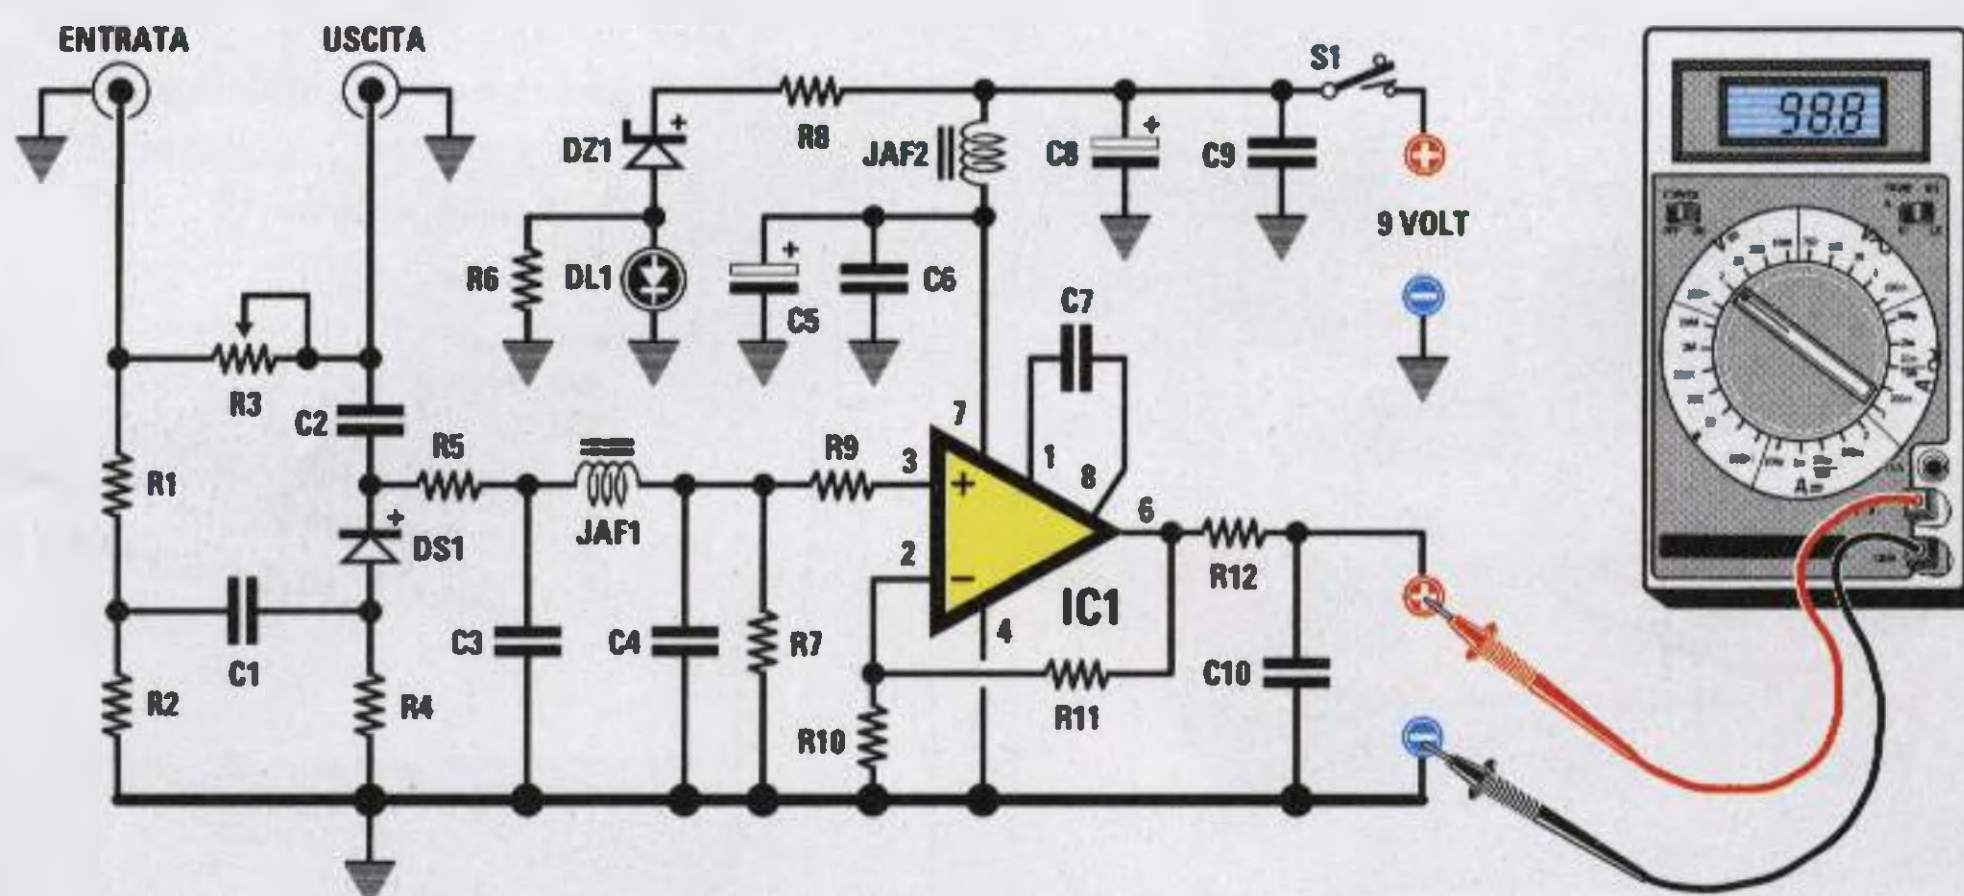 ENTRATA
USCITA
S1
DZ1
R8
JAF2
C8
+
C9
+
9 VOLT
R6
DL1
C5
+
C6
C7
R3
C2
R1
R5
JAF1
R9
3
7
1
8
6
2
4
+
−
IC1
DS1
+
R12
C1
R2
R4
C3
C4
R7
R10
R11
C10
+
−
+
−
98.8